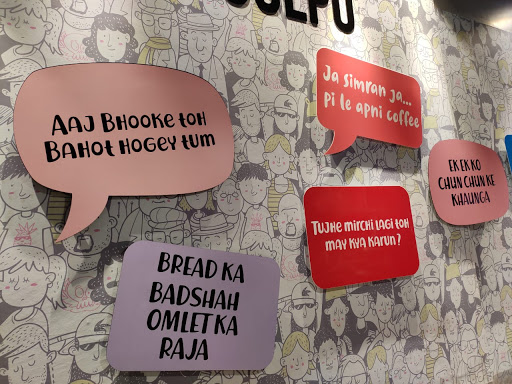 AAJ BHOOKE toH
BAHOT HOGEY tUM
Ja simran ja...
pi le apni coffee
EK EK KO
CHUN CHUN KE
KHAUNGA
TUJHE MIRCHI LAGI toH
MAY KYA KARUN?
BREAD KA
BADSHAH
OMLET KA
RAJA